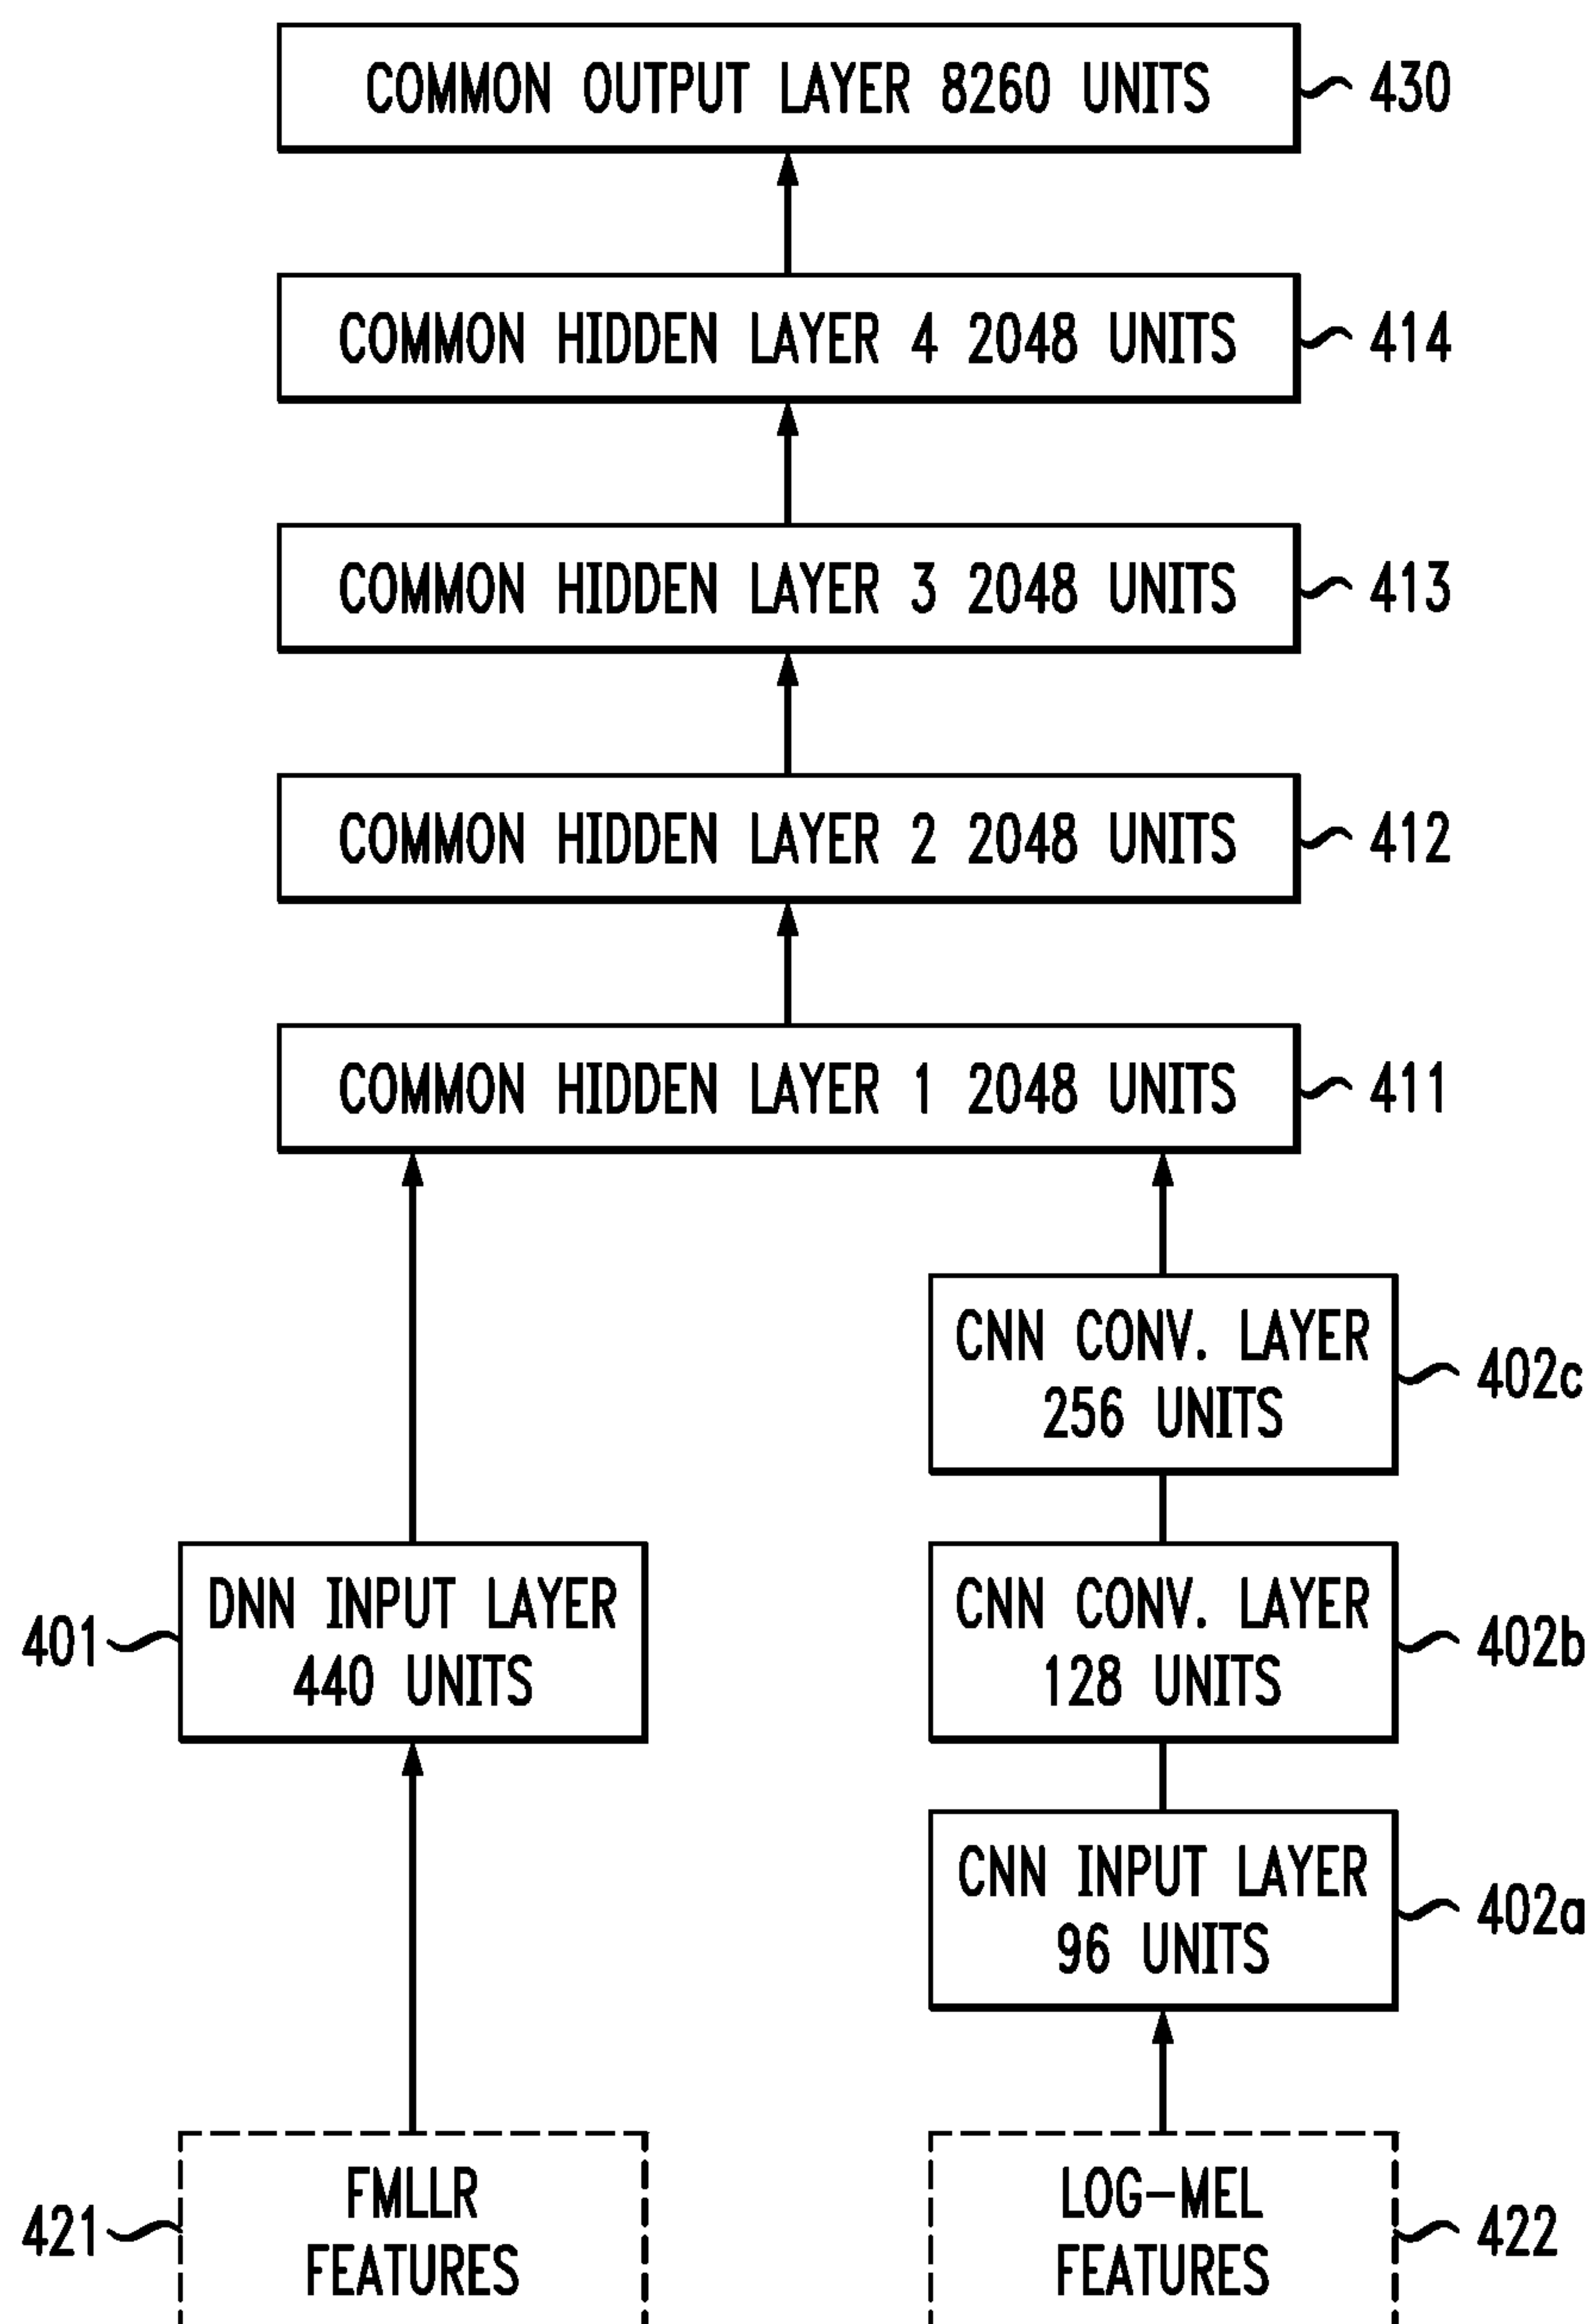 COMMON OUTPUT LAYER 8260 UNITS
430
COMMON HIDDEN LAYER 4 2048 UNITS
414
COMMON HIDDEN LAYER 3 2048 UNITS
413
COMMON HIDDEN LAYER 2 2048 UNITS
412
COMMON HIDDEN LAYER 1 2048 UNITS
411
CNN CONV. LAYER
256 UNITS
402c
401
DNN INPUT LAYER
440 UNITS
CNN CONV. LAYER
128 UNITS
402b
CNN INPUT LAYER
96 UNITS
402a
421
FMLLR
FEATURES
LOG-MEL
FEATURES
422